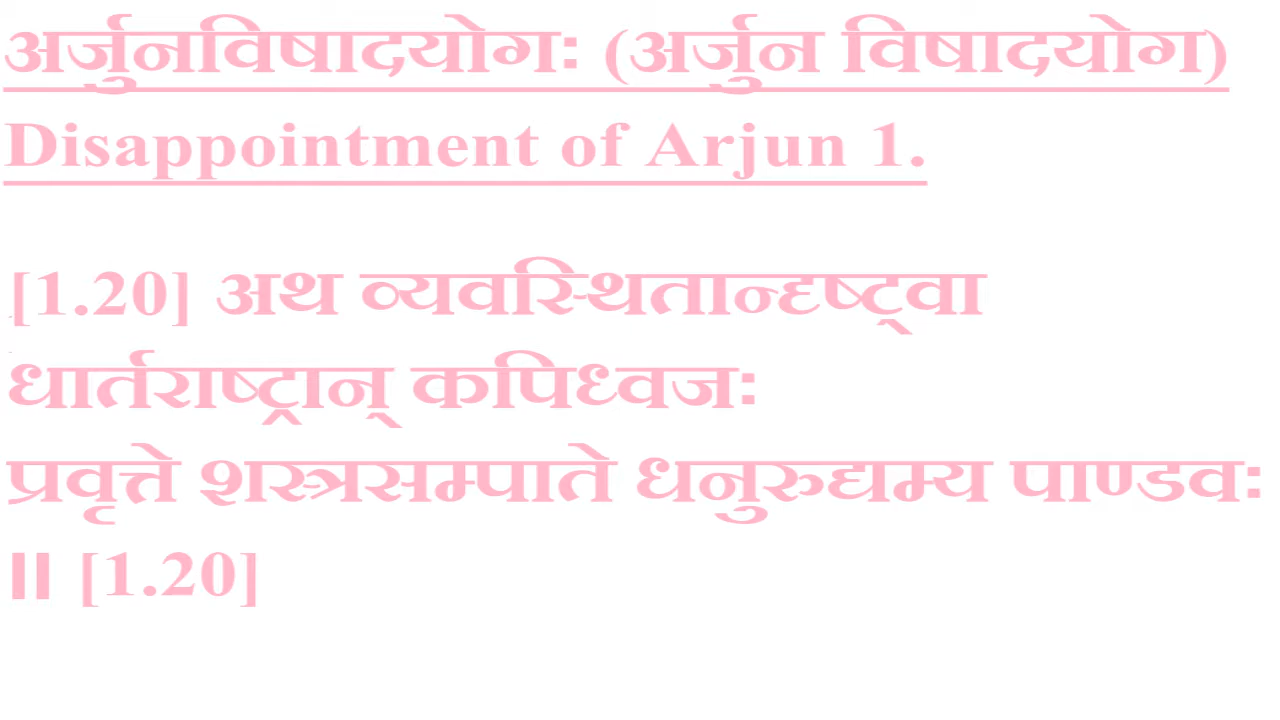 अर्जुनविषादयोगः (अर्जुन विषादयोग)
Disappointment of Arjun 1.
[1.20] अथ व्यवस्थितान्दृष्ट्वा
धार्तराष्ट्रान् कपिध्वजः
प्रवृत्ते शस्त्रसम्पाते धनुरुद्यम्य पाण्डवः
॥ [1.20]